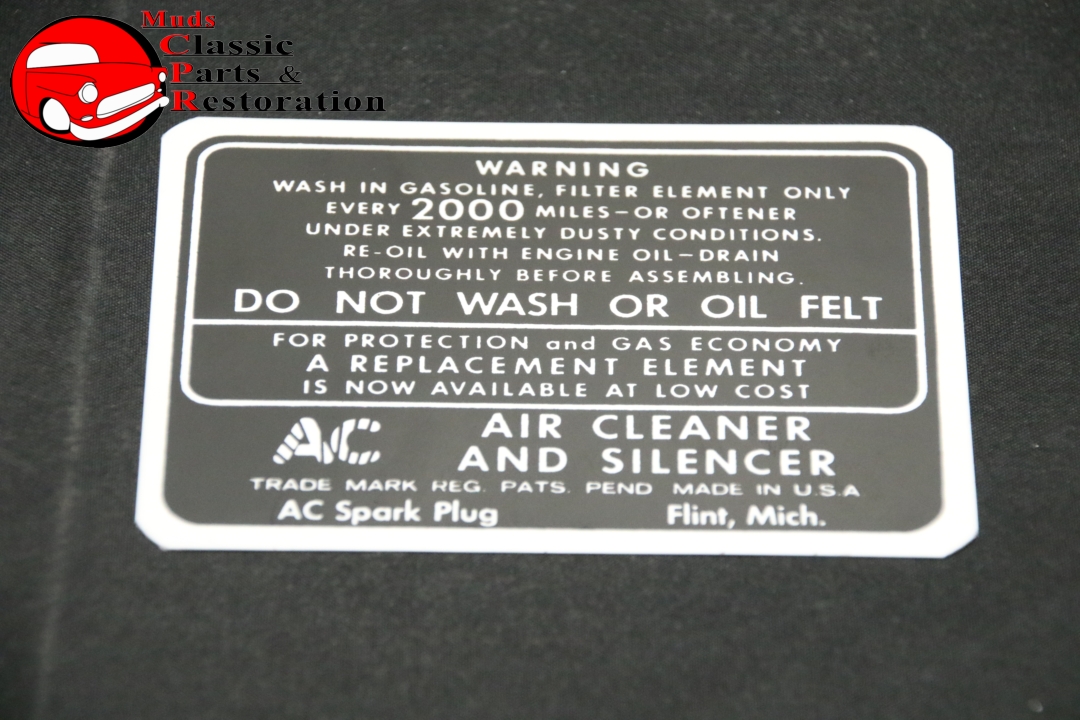 Muds
Classic
Parts &
Restoration
WARNING
WASH IN GASOLINE, FILTER ELEMENT ONLY
EVERY 2000 MILES-OR OFTENER
UNDER EXTREMELY DUSTY CONDITIONS.
RE-OIL WITH ENGINE OIL-DRAIN
THOROUGHLY BEFORE ASSEMBLING.
DO NOT WASH OR OIL FELT
FOR PROTECTION and GAS ECONOMY
A REPLACEMENT ELEMENT
IS NOW AVAILABLE AT LOW COST
AC AIR CLEANER
AND SILENCER
TRADE MARK REG. PATS. PEND MADE IN U.S.A
AC Spark Plug Flint, Mich.